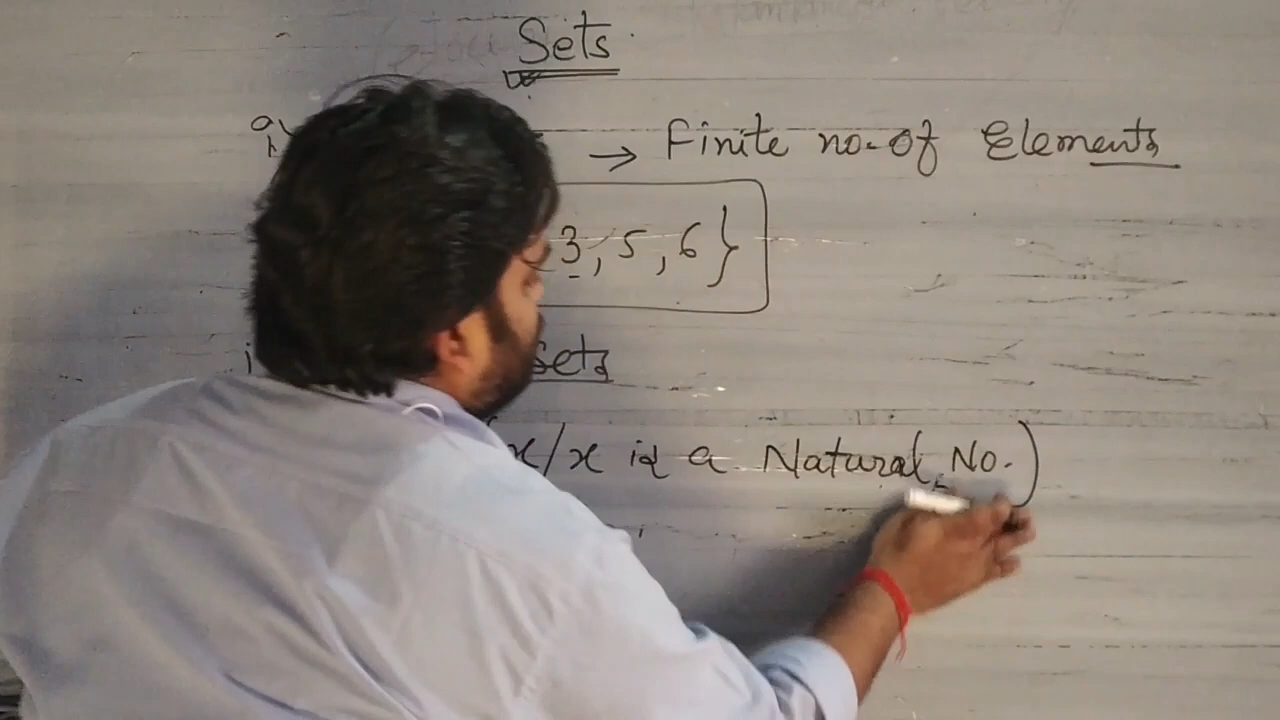 Sets
→ Finite no. of Elements
3, 5, 6}
Sets
x/x is a Natural No.)